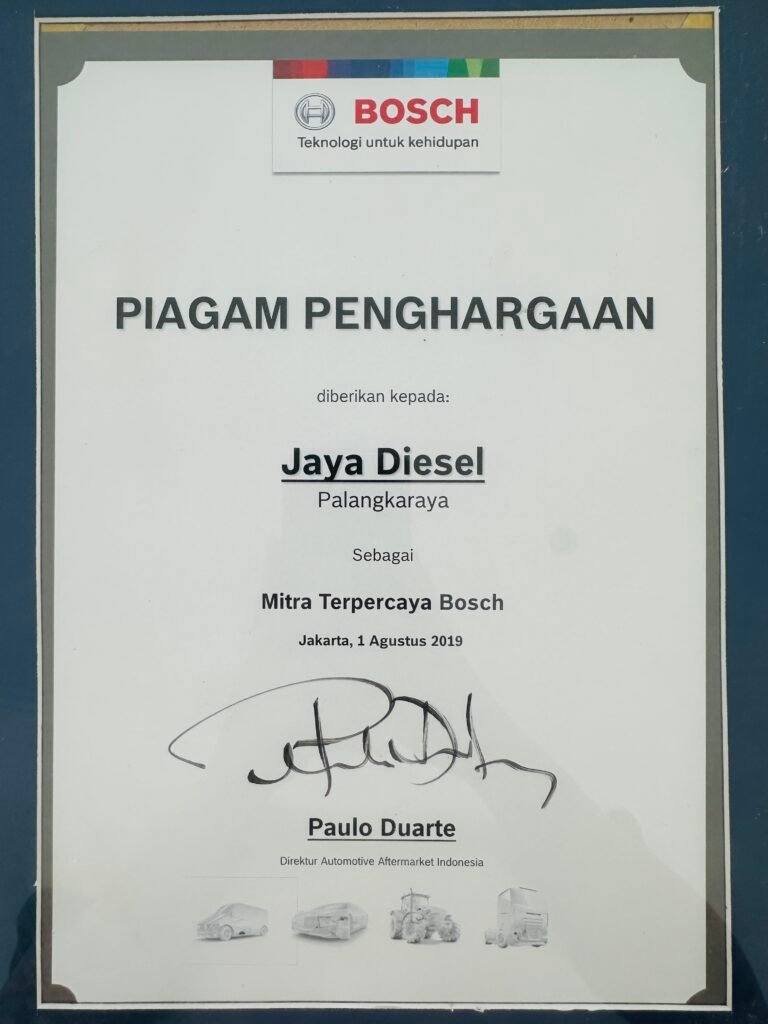 BOSCH
Teknologi untuk kehidupan
PIAGAM PENGHARGAAN
diberikan kepada:
Jaya Diesel
Palangkaraya
Sebagai
Mitra Terpercaya Bosch
Jakarta, 1 Agustus 2019
Paulo Duarte
Direktur Automotive Aftermarket Indonesia